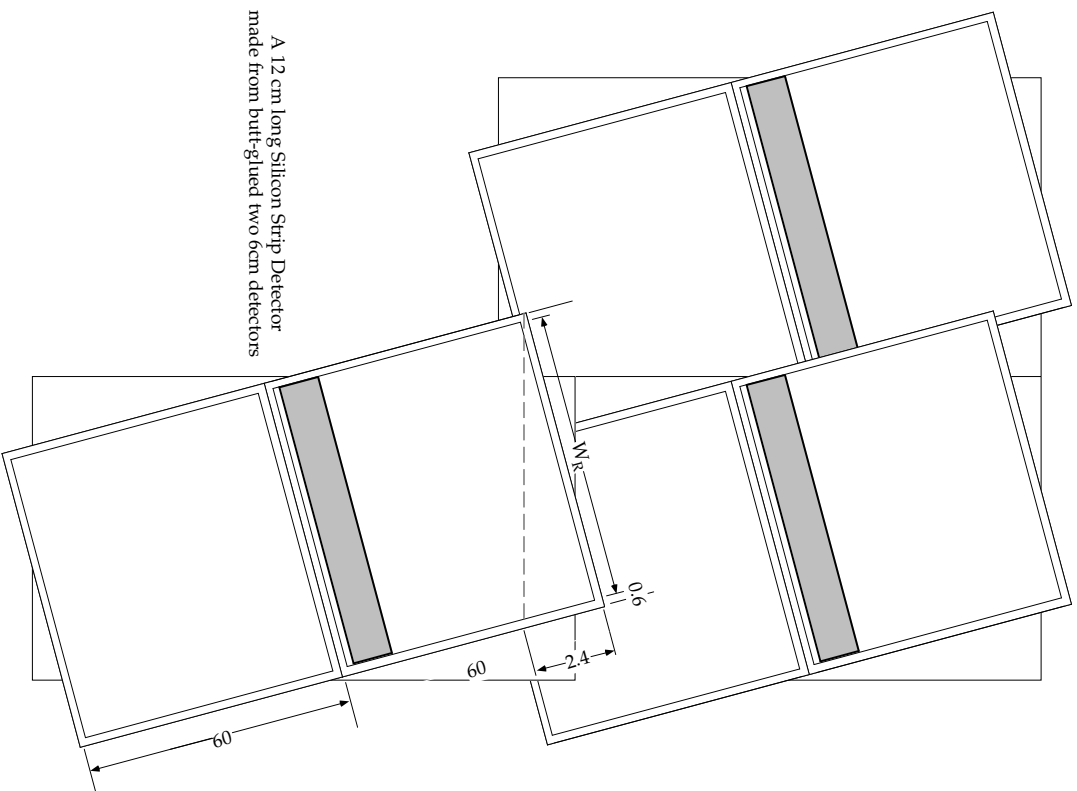 A 12 cm long Silicon Strip Detector
made from butt-glued two 6cm detectors
W_R
0.6
2.4
60
60